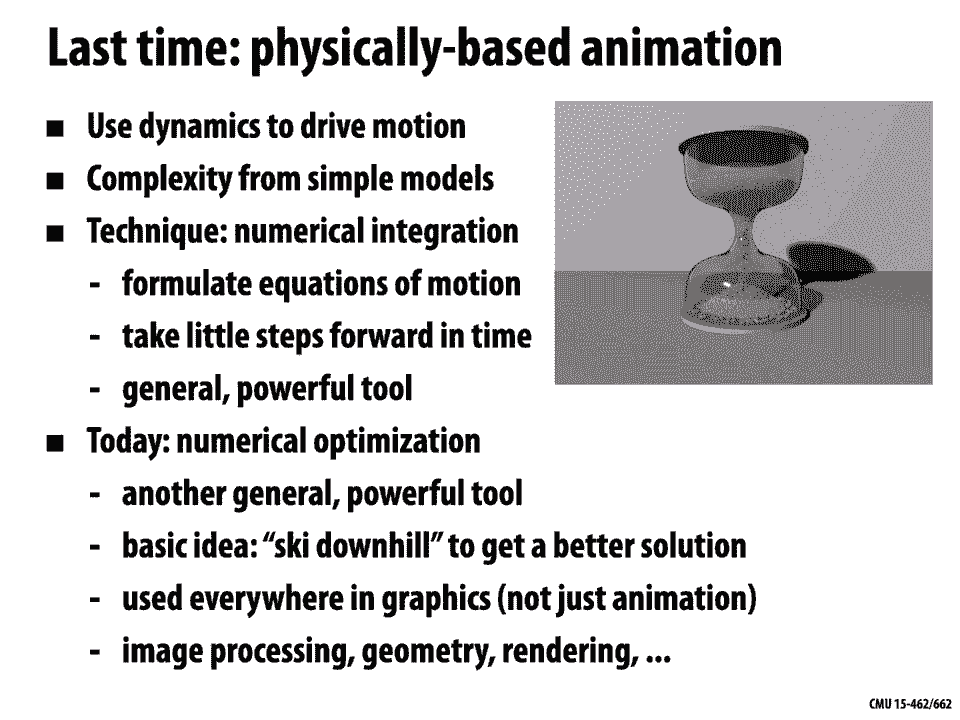 Last time: physically-based animation
■ Use dynamics to drive motion
■ Complexity from simple models
■ Technique: numerical integration
- formulate equations of motion
- take little steps forward in time
- general, powerful tool
■ Today: numerical optimization
- another general, powerful tool
- basic idea: “ski downhill” to get a better solution
- used everywhere in graphics (not just animation)
- image processing, geometry, rendering, ...
CMU 15-462/662